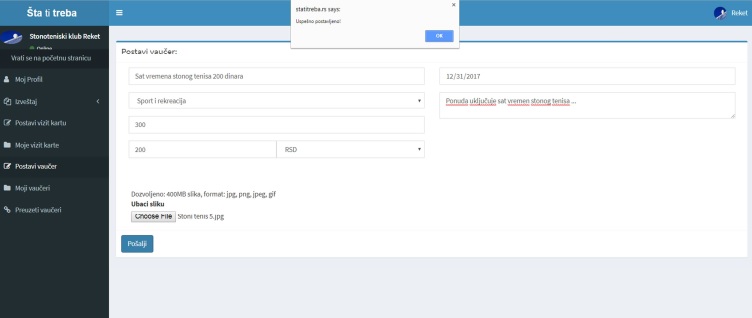 Šta ti treba
Reket
statitreba.rs says:
Uspešno postavljeno!
OK
Stonoteniski klub Reket
Online
Vrati se na početnu stranicu
Moj Profil
Izveštaj
Postavi vizit kartu
Moje vizit karte
Postavi vaučer
Moji vaučeri
Preuzeti vaučeri
Postavi vaučer:
Sat vremena stonog tenisa 200 dinara
12/31/2017
Sport i rekreacija
Ponuda uključuje sat vremen stonog tenisa ...
300
200
RSD
Dozvoljeno: 400MB slika, format: jpg, png, jpeg, gif
Ubaci sliku
Choose File Stoni tenis 5.jpg
Pošalji